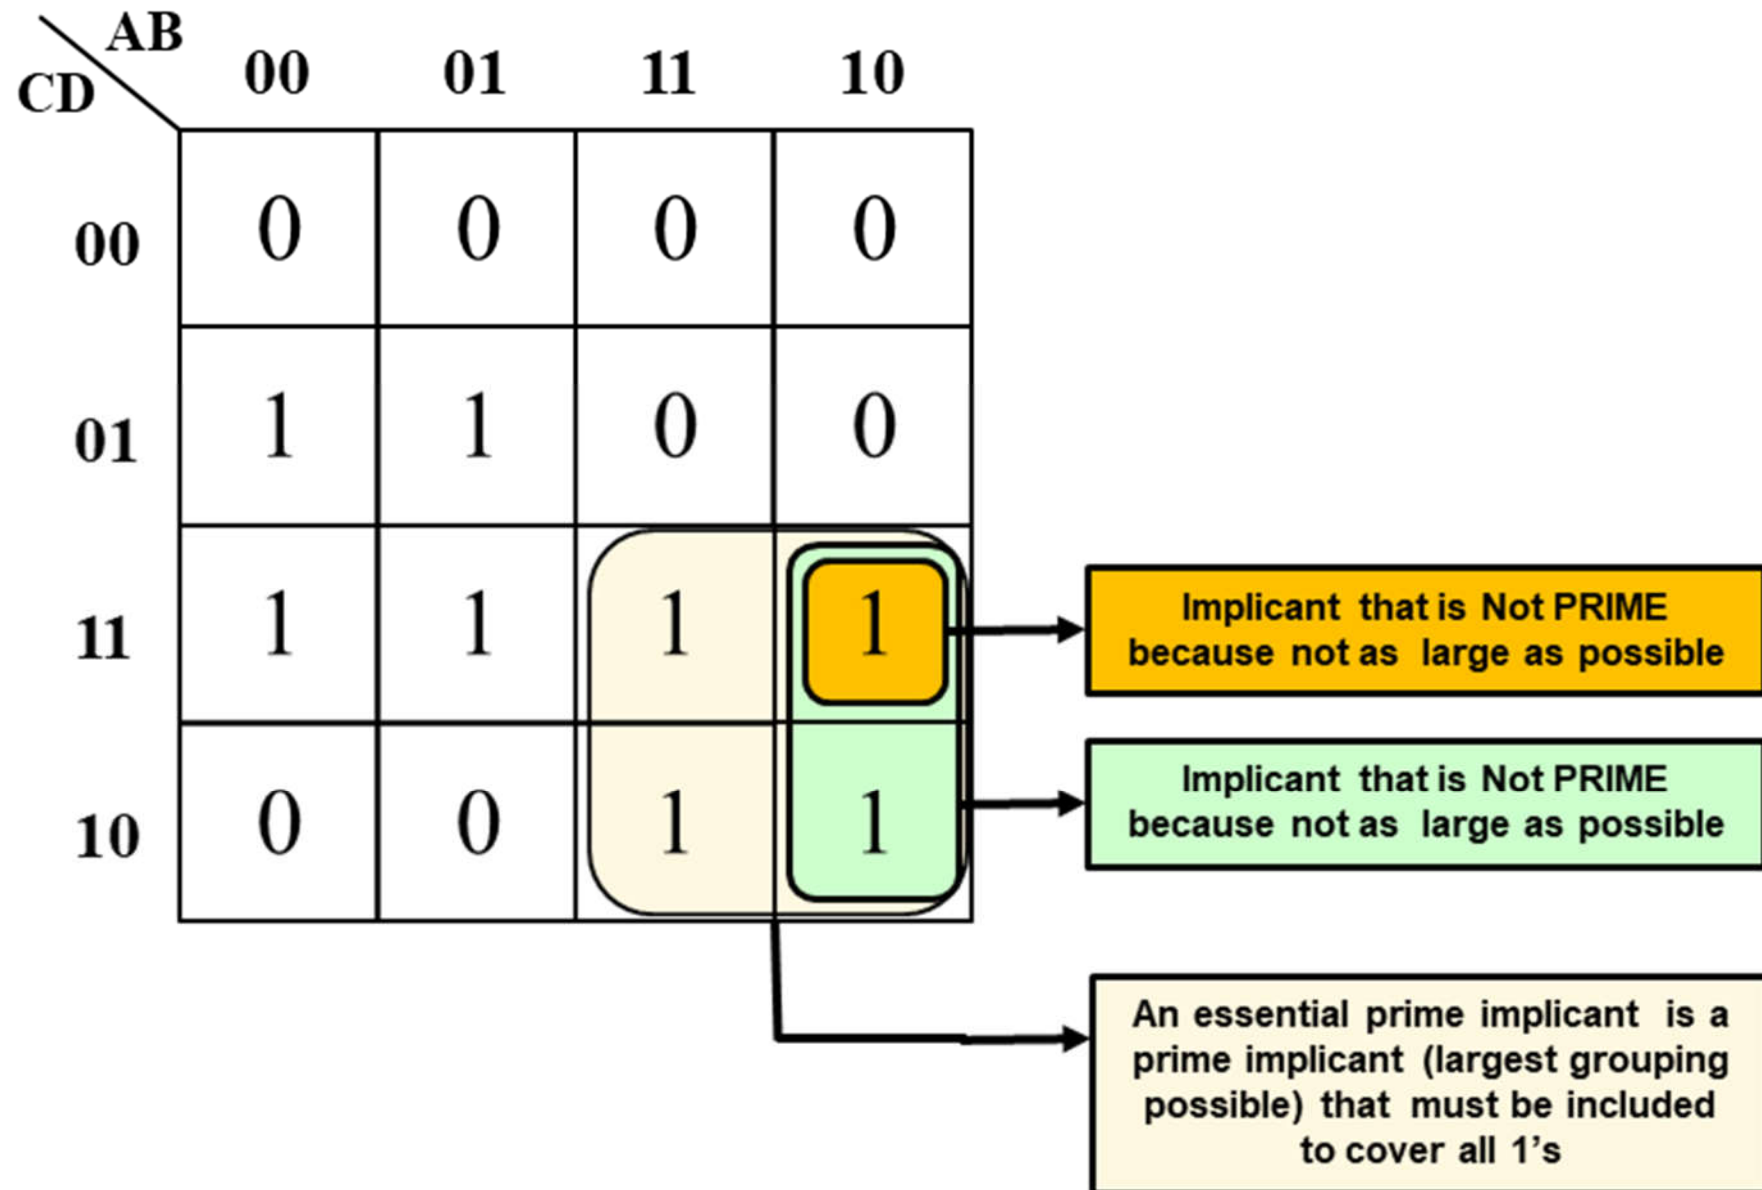 AB
CD
00 01 11 10
00 0 0 0 0
01 1 1 0 0
11 1 1 1 1
10 0 0 1 1
Implicant that is Not PRIME
because not as large as possible
Implicant that is Not PRIME
because not as large as possible
An essential prime implicant is a
prime implicant (largest grouping
possible) that must be included
to cover all 1’s